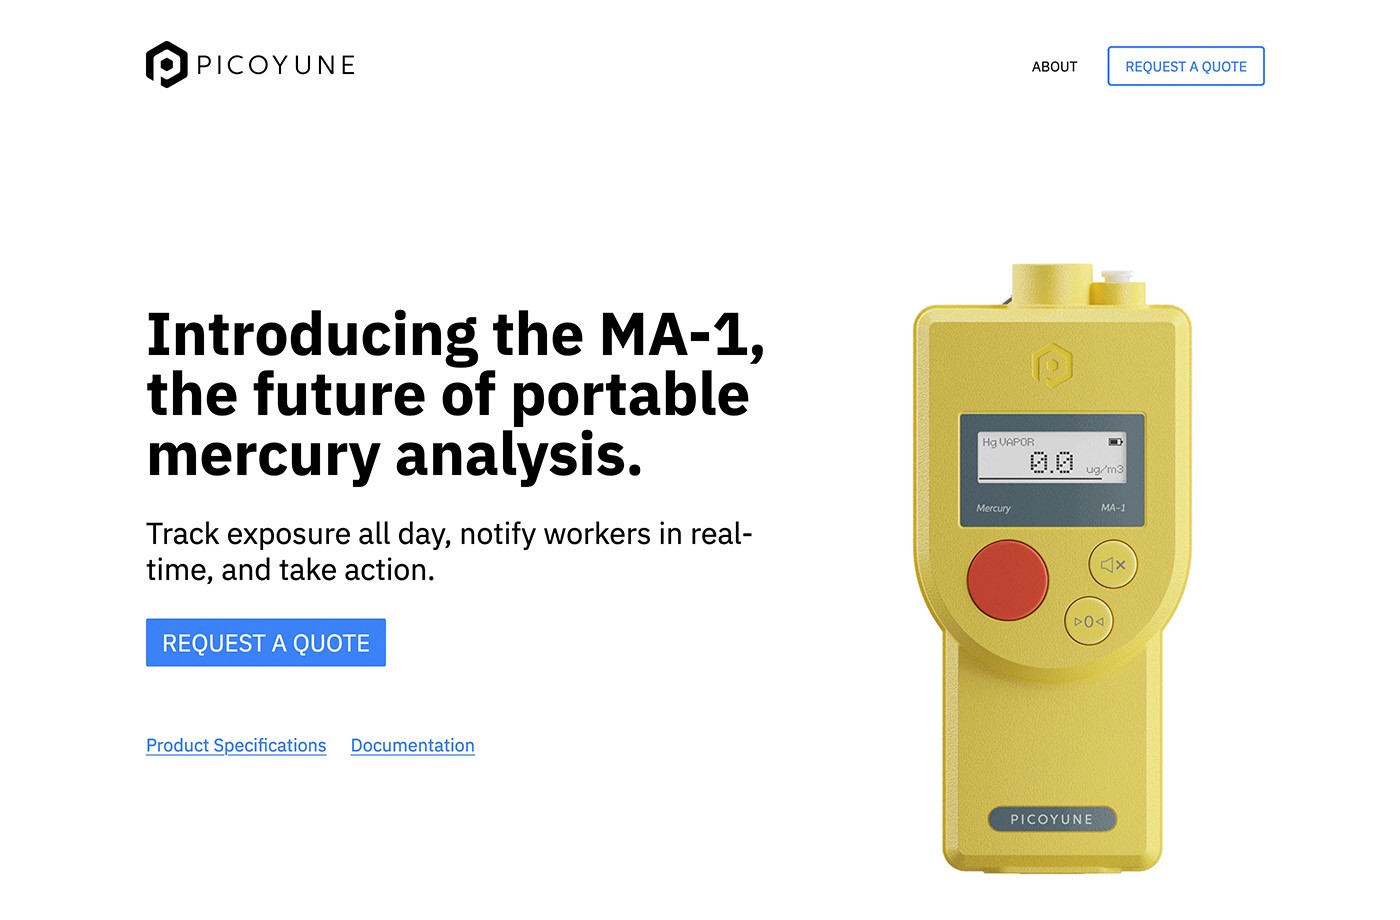 PICOYUNE
ABOUT
REQUEST A QUOTE
Introducing the MA-1,
the future of portable
mercury analysis.
Track exposure all day, notify workers in real-
time, and take action.
REQUEST A QUOTE
Product Specifications
Documentation
Hg VAPOR
0.0 ug/m3
Mercury
MA-1
▷0◁
PICOYUNE